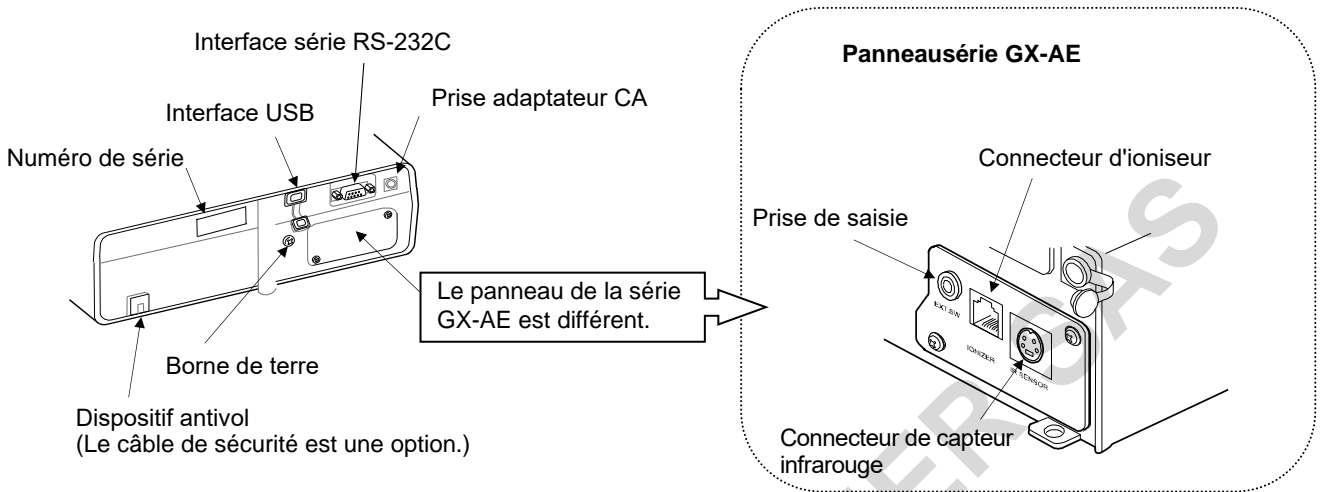 Interface série RS-232C
Prise adaptateur CA
Interface USB
Numéro de série
Le panneau de la série
GX-AE est différent.
Borne de terre
Dispositif antivol
(Le câble de sécurité est une option.)
Panneausérie GX-AE
Connecteur d'ioniseur
Prise de saisie
EXT.SW
IONIZER
IR SENSOR
Connecteur de capteur
infrarouge